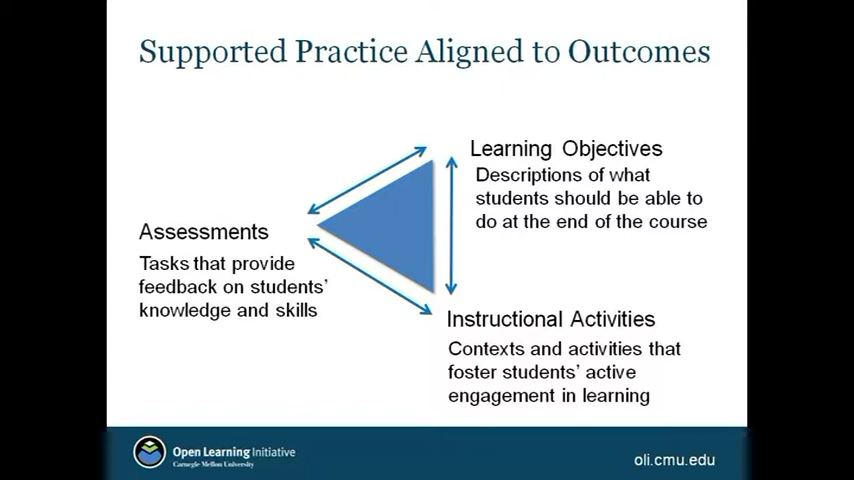 Supported Practice Aligned to Outcomes
Learning Objectives
Descriptions of what
students should be able to
do at the end of the course
Assessments
Tasks that provide
feedback on students’
knowledge and skills
Instructional Activities
Contexts and activities that
foster students’ active
engagement in learning
Open Learning Initiative
Carnegie Mellon University
oli.cmu.edu